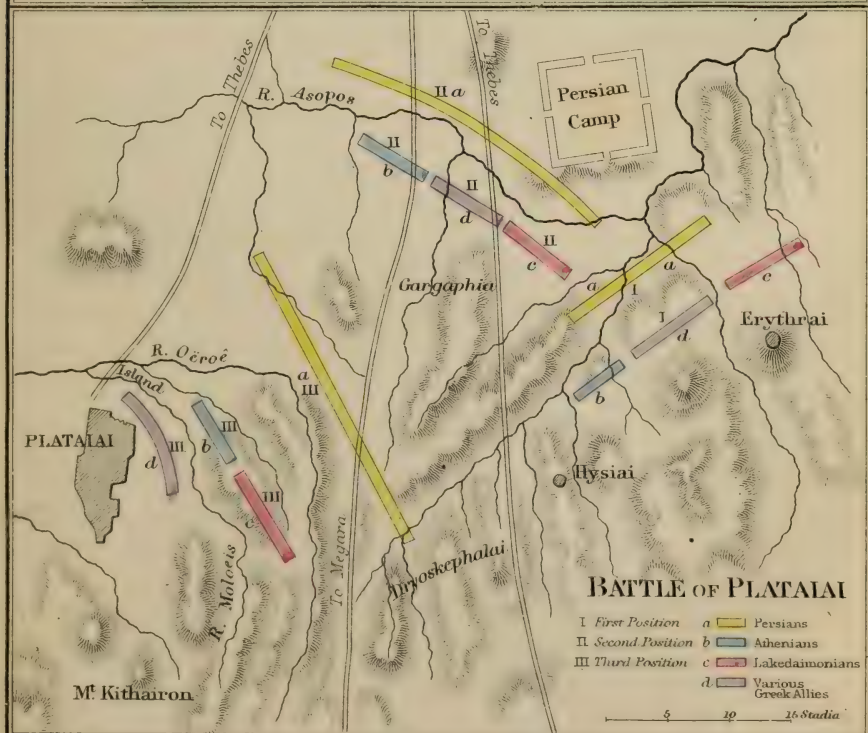 To Thebes
To Thebes
R. Asopos
II a
Persian
Camp
II
b
II
d
II
c
Gargaphia
a
I
a
c
I
d
b
Erythrai
R. Oëroê
Island
a
III
PLATAIAI
III
d
III
b
III
c
Hysiai
To Megara
Dryoskephalai
R. Moloeis
Mt. Kithairon
BATTLE OF PLATAIAI
I First Position a Persians
II Second Position b Athenians
III Third Position c Lakedaimonians
d Various
Greek Allies
5 10 15 Stadia